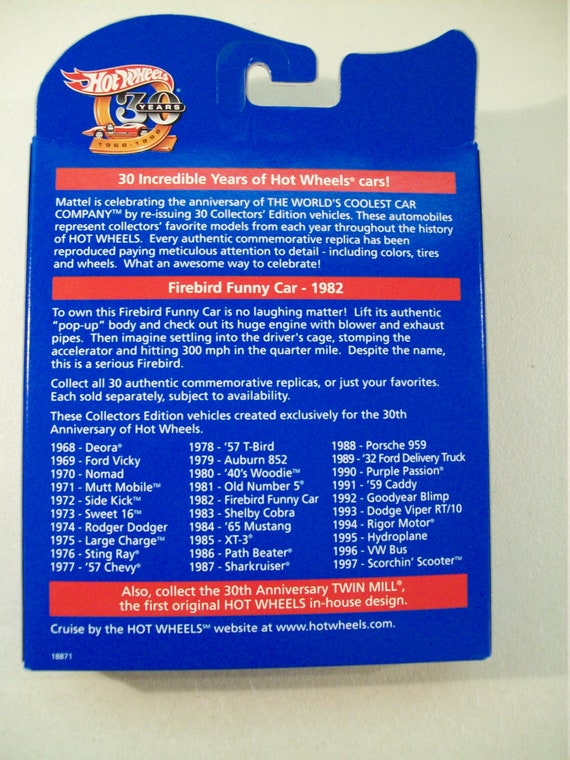 Hot Wheels
30
YEARS
1968-1998
30 Incredible Years of Hot Wheels® cars!
Mattel is celebrating the anniversary of THE WORLD'S COOLEST CAR
COMPANY™ by re-issuing 30 Collectors' Edition vehicles. These automobiles
represent collectors' favorite models from each year throughout the history
of HOT WHEELS. Every authentic commemorative replica has been
reproduced paying meticulous attention to detail - including colors, tires
and wheels. What an awesome way to celebrate!
Firebird Funny Car - 1982
To own this Firebird Funny Car is no laughing matter! Lift its authentic
"pop-up" body and check out its huge engine with blower and exhaust
pipes. Then imagine settling into the driver's cage, stomping the
accelerator and hitting 300 mph in the quarter mile. Despite the name,
this is a serious Firebird.
Collect all 30 authentic commemorative replicas, or just your favorites.
Each sold separately, subject to availability.
These Collectors Edition vehicles created exclusively for the 30th
Anniversary of Hot Wheels.
1968 - Deora®
1969 - Ford Vicky
1970 - Nomad
1971 - Mutt Mobile™
1972 - Side Kick™
1973 - Sweet 16™
1974 - Rodger Dodger
1975 - Large Charge™
1976 - Sting Ray®
1977 - '57 Chevy®
1978 - '57 T-Bird
1979 - Auburn 852
1980 - '40's Woodie™
1981 - Old Number 5®
1982 - Firebird Funny Car
1983 - Shelby Cobra
1984 - '65 Mustang
1985 - XT-3®
1986 - Path Beater®
1987 - Sharkruiser®
1988 - Porsche 959
1989 - '32 Ford Delivery Truck
1990 - Purple Passion®
1991 - '59 Caddy
1992 - Goodyear Blimp
1993 - Dodge Viper RT/10
1994 - Rigor Motor®
1995 - Hydroplane
1996 - VW Bus
1997 - Scorchin' Scooter™
Also, collect the 30th Anniversary TWIN MILL®,
the first original HOT WHEELS in-house design.
Cruise by the HOT WHEELS℠ website at www.hotwheels.com.
18871